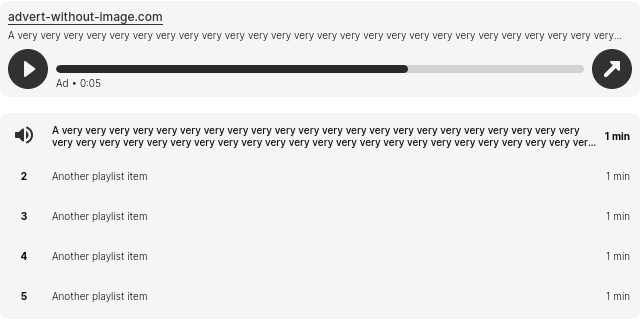 advert-without-image.com
A very very very very very very very very very very very very very very very very very very very very very very very very very very...
Ad • 0:05
A very very very very very very very very very very very very very very very very very very very very very very
very very very very very very very very very very very very very very very very very very very very very very ver...
1 min
2 Another playlist item 1 min
3 Another playlist item 1 min
4 Another playlist item 1 min
5 Another playlist item 1 min